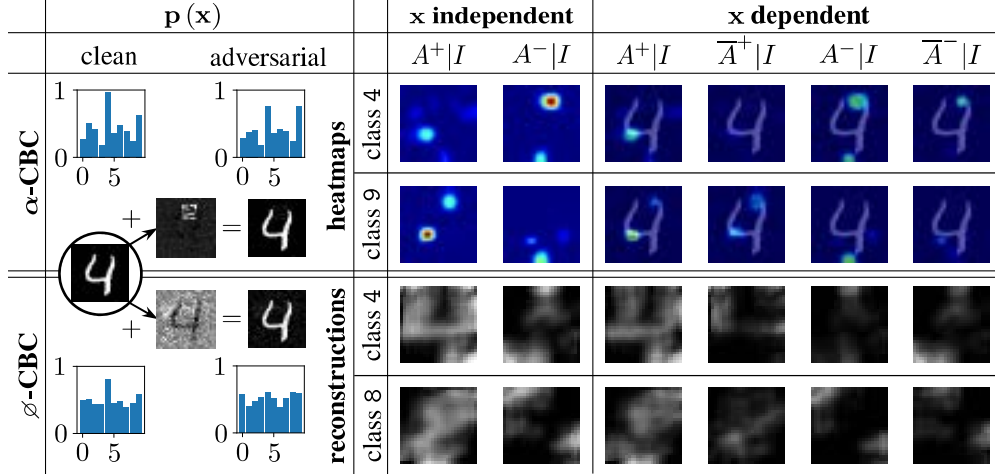 p (x)
x independent
x dependent
clean
adversarial
A⁺|I
A⁻|I
A⁺|I
A̅⁺|I
A⁻|I
A̅⁻|I
α-CBC
1
0
0 5
1
0
0 5
heatmaps
class 4
class 9
+
=
+
=
∅-CBC
1
0
0 5
1
0
0 5
reconstructions
class 4
class 8